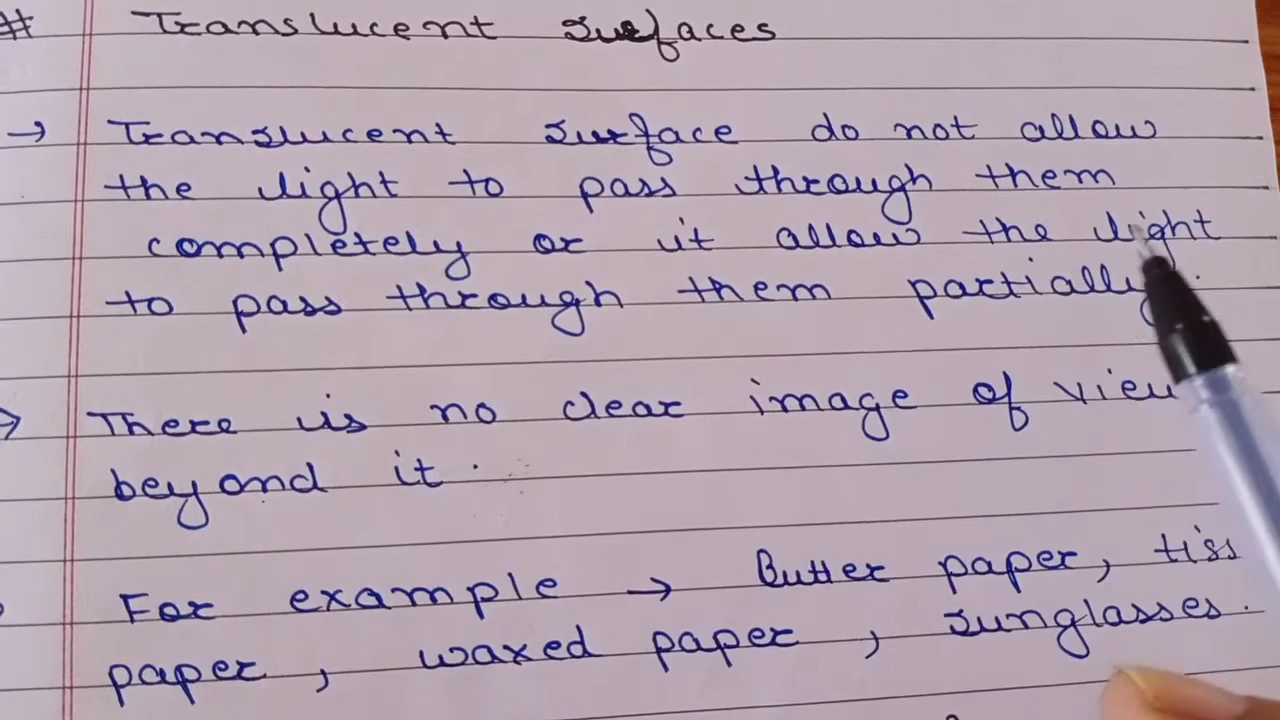 # Translucent surfaces
→ Translucent surface do not allow
the light to pass through them
completely or it allow the light
to pass through them partially.
→ There is no clear image of view
beyond it.
For example → Butter paper, tiss
paper, waxed paper, sunglasses.